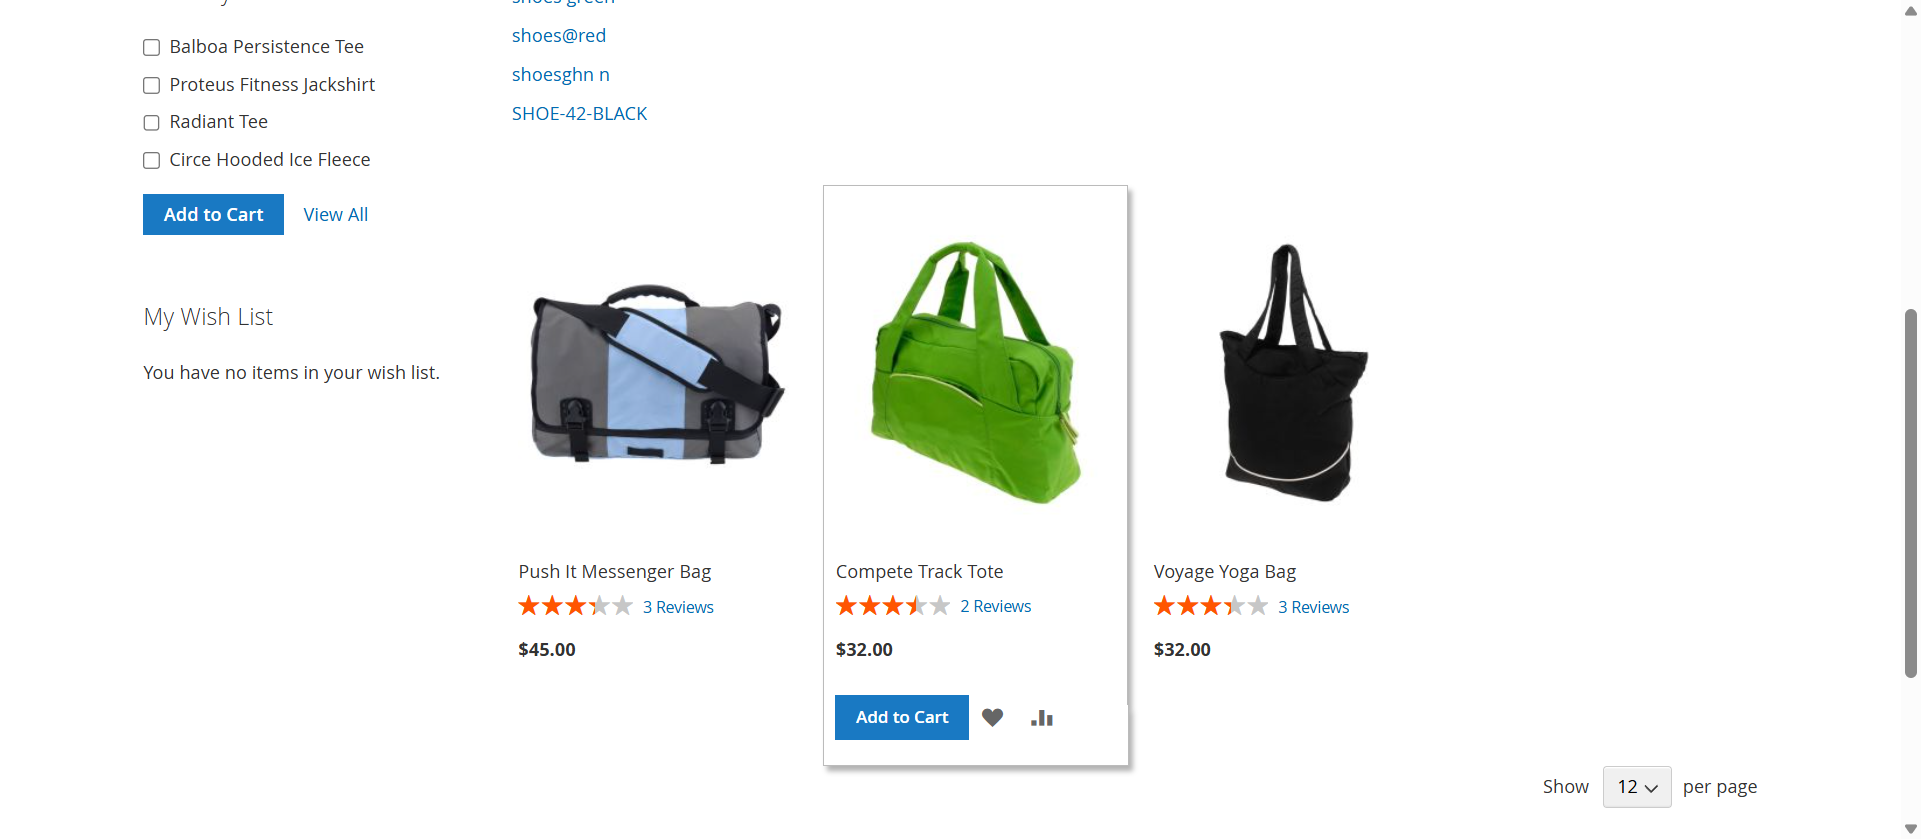 shoes green
shoes@red
shoesghn n
SHOE-42-BLACK
Balboa Persistence Tee
Proteus Fitness Jackshirt
Radiant Tee
Circe Hooded Ice Fleece
Add to Cart View All
My Wish List
You have no items in your wish list.
Push It Messenger Bag
3 Reviews
$45.00
Compete Track Tote
2 Reviews
$32.00
Add to Cart
Voyage Yoga Bag
3 Reviews
$32.00
Show 12 per page